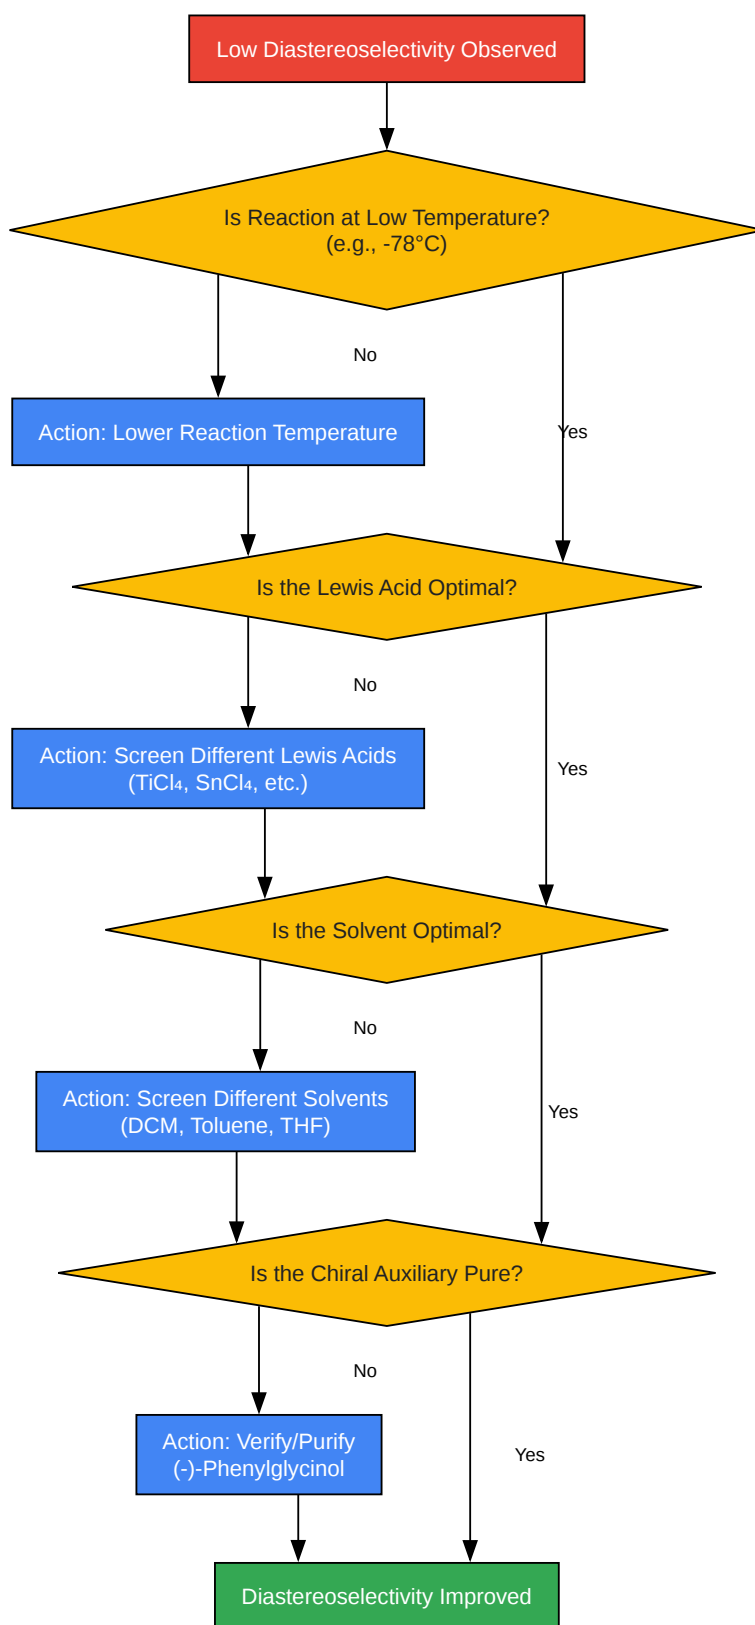 Low Diastereoselectivity Observed
Is Reaction at Low Temperature?
(e.g., -78°C)
No
Action: Lower Reaction Temperature
Yes
Is the Lewis Acid Optimal?
No
Action: Screen Different Lewis Acids
(TiCl₄, SnCl₄, etc.)
Yes
Is the Solvent Optimal?
No
Action: Screen Different Solvents
(DCM, Toluene, THF)
Yes
Is the Chiral Auxiliary Pure?
No
Action: Verify/Purify
(-)-Phenylglycinol
Yes
Diastereoselectivity Improved